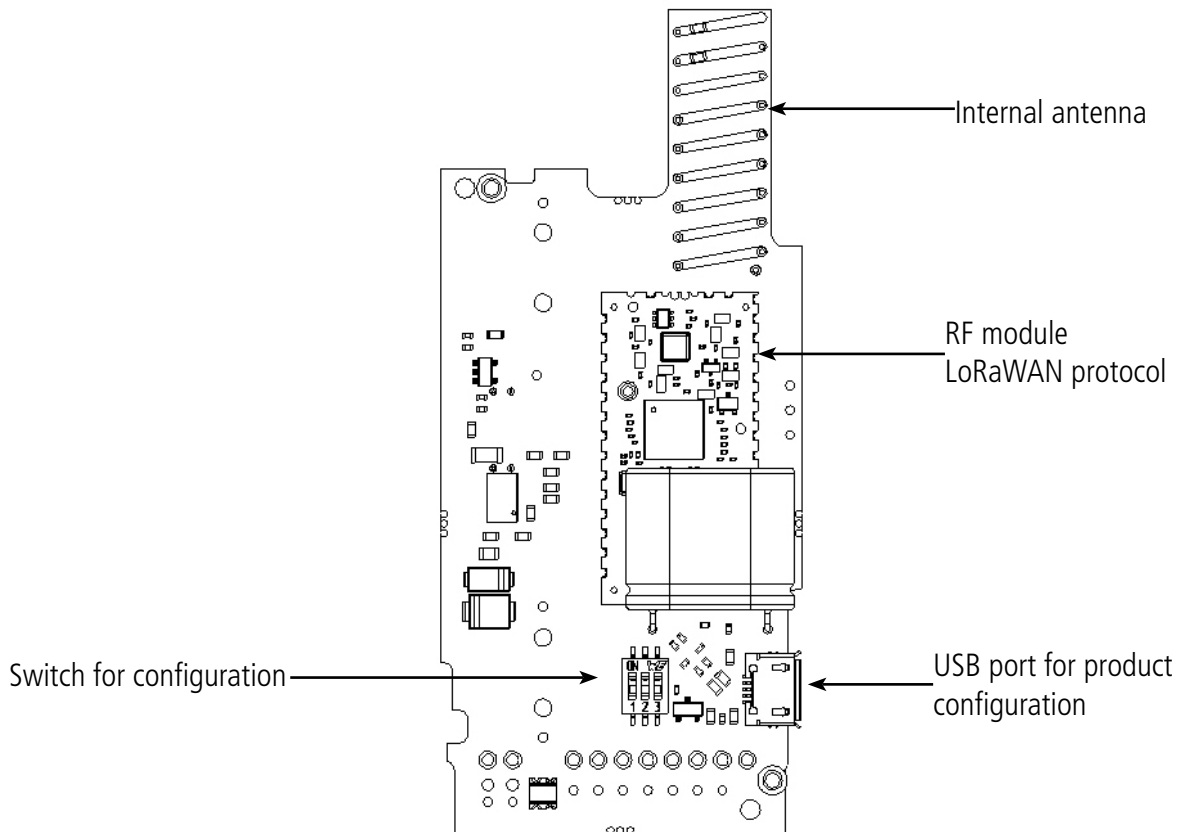 Internal antenna
RF module
LoRaWAN protocol
Switch for configuration
ON
1 2 3
USB port for product
configuration